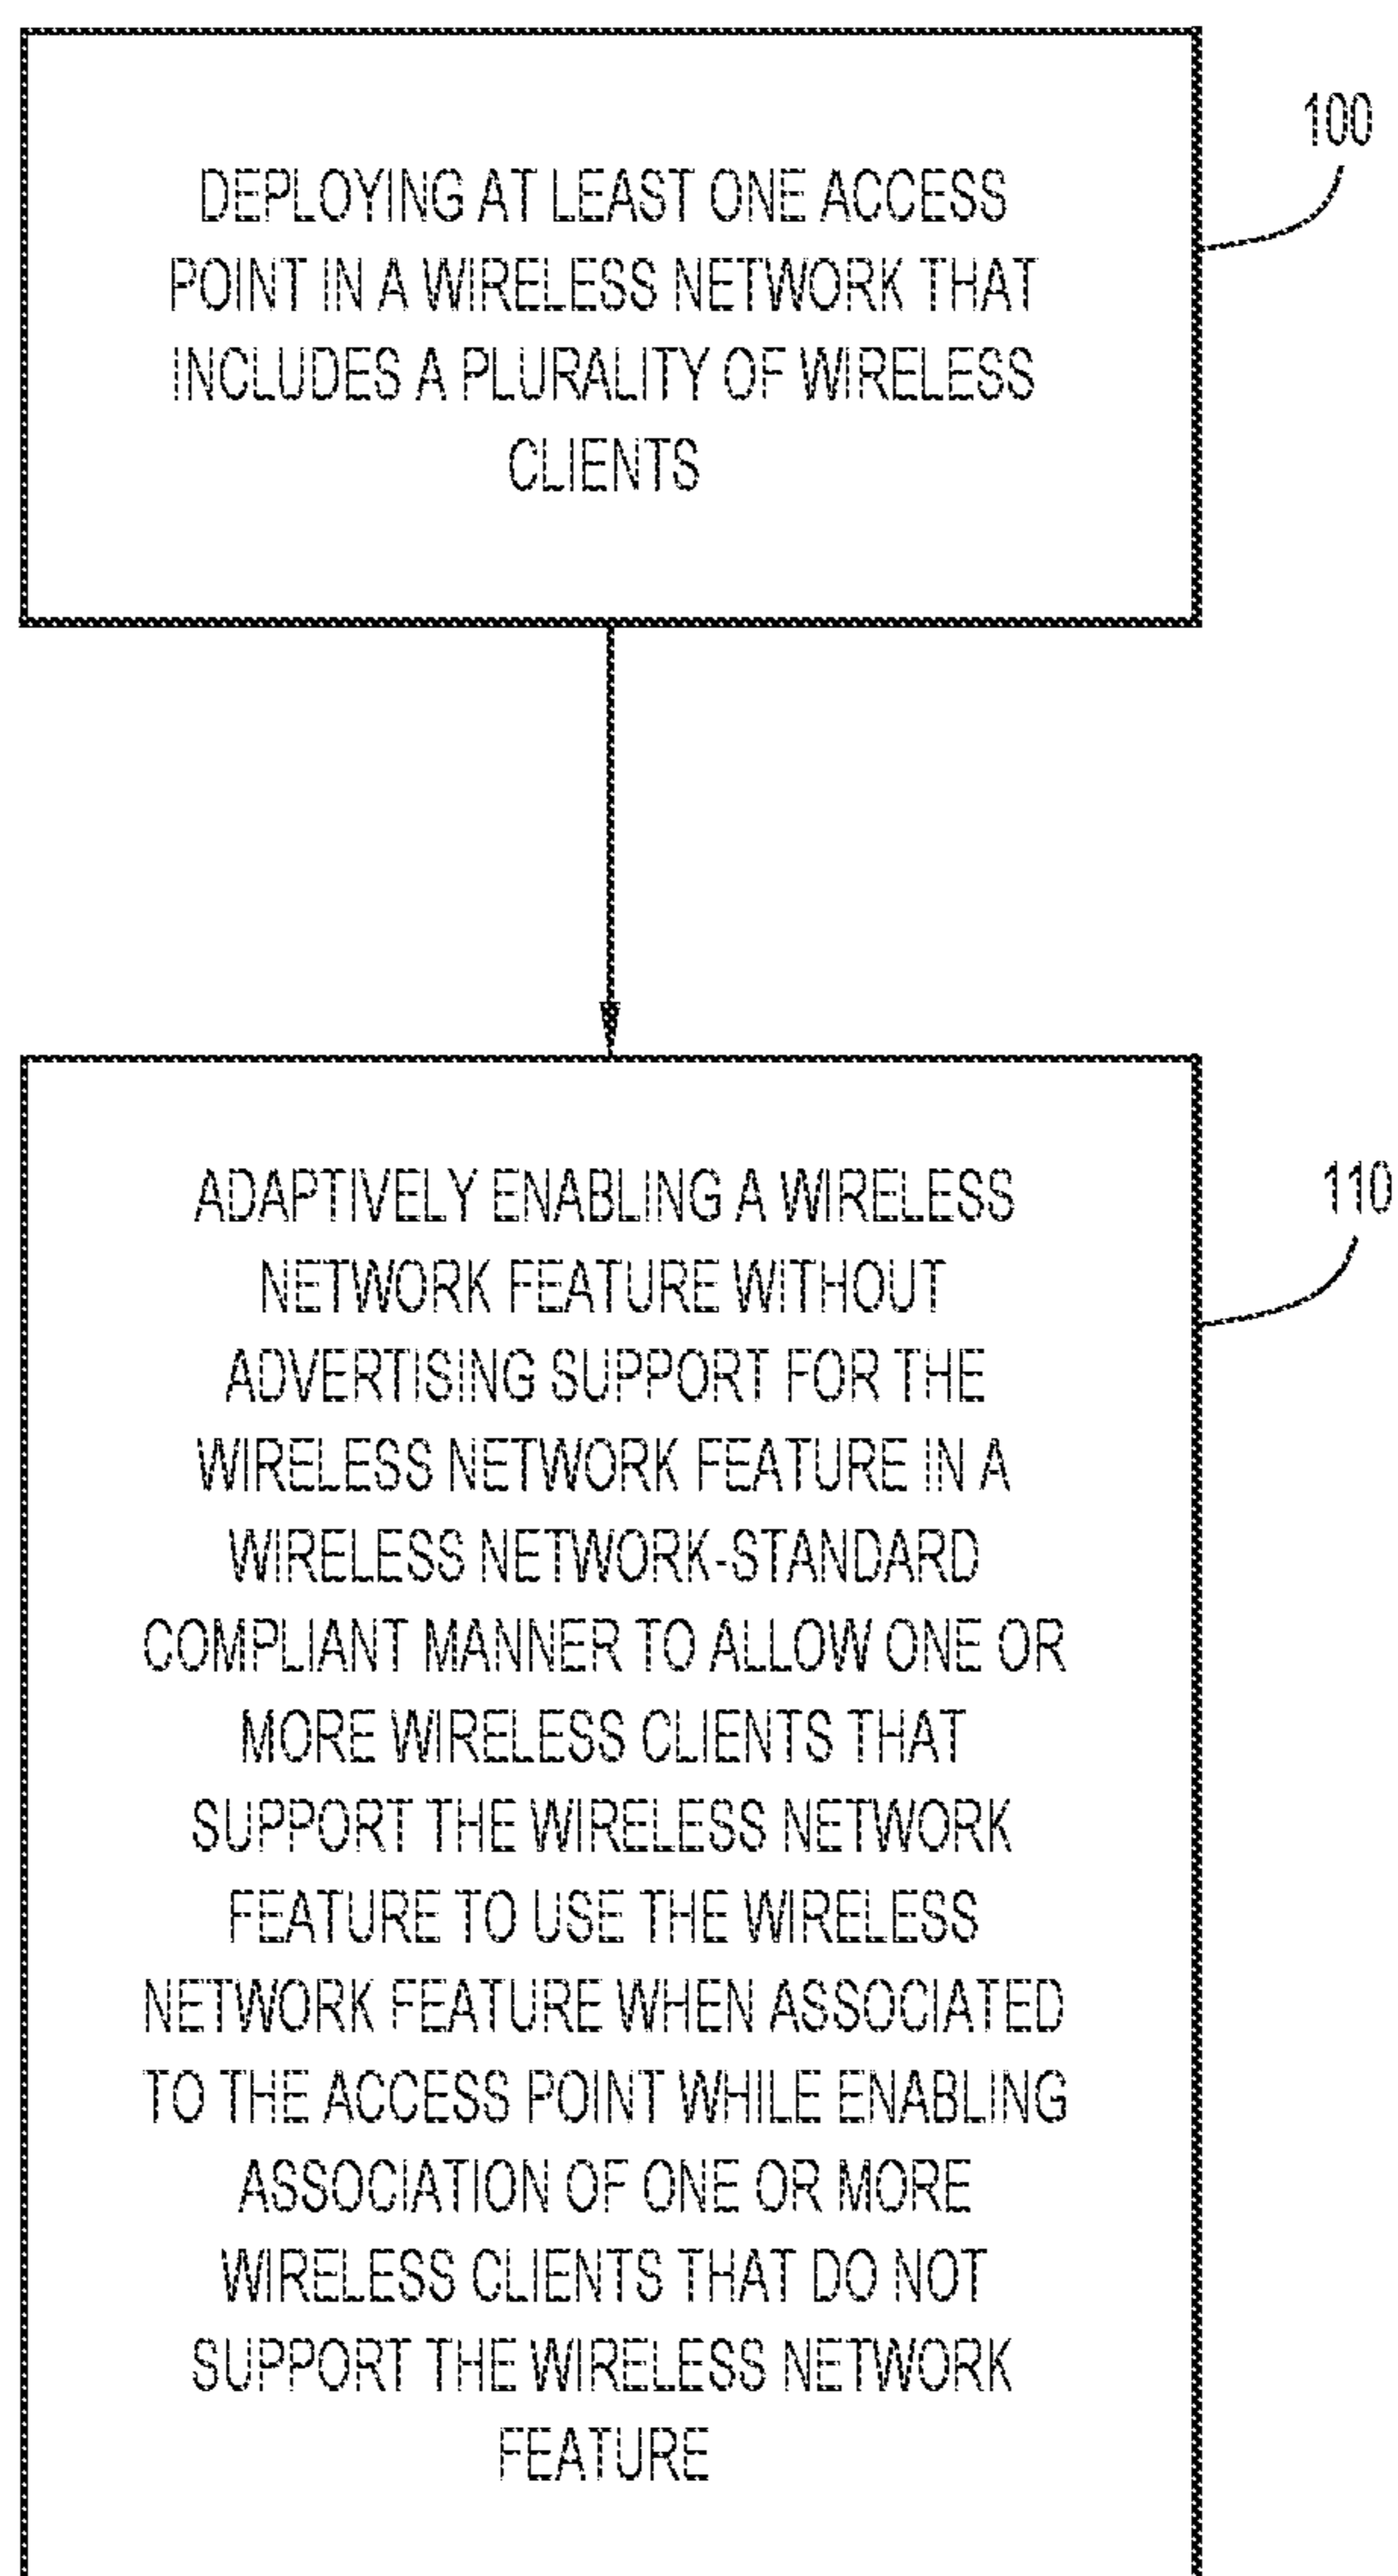 DEPLOYING AT LEAST ONE ACCESS
POINT IN A WIRELESS NETWORK THAT
INCLUDES A PLURALITY OF WIRELESS
CLIENTS
100
ADAPTIVELY ENABLING A WIRELESS
NETWORK FEATURE WITHOUT
ADVERTISING SUPPORT FOR THE
WIRELESS NETWORK FEATURE IN A
WIRELESS NETWORK-STANDARD
COMPLIANT MANNER TO ALLOW ONE OR
MORE WIRELESS CLIENTS THAT
SUPPORT THE WIRELESS NETWORK
FEATURE TO USE THE WIRELESS
NETWORK FEATURE WHEN ASSOCIATED
TO THE ACCESS POINT WHILE ENABLING
ASSOCIATION OF ONE OR MORE
WIRELESS CLIENTS THAT DO NOT
SUPPORT THE WIRELESS NETWORK
FEATURE
110